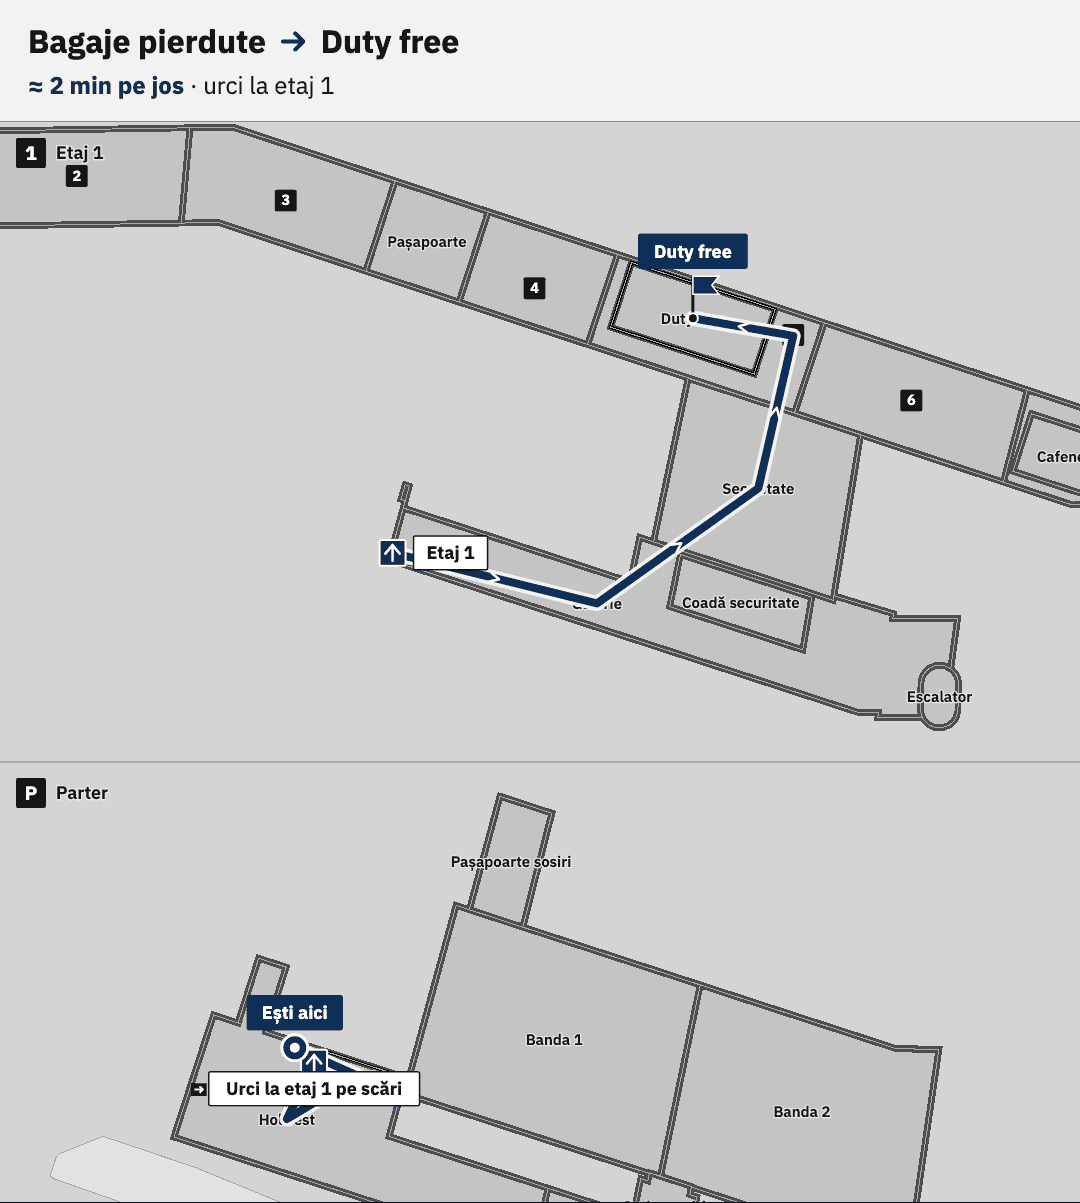 Bagaje pierdute → Duty free
≈ 2 min pe jos · urci la etaj 1
1 Etaj 1
2
3
Pașapoarte
4
Duty free
6
Cafene
Securitate
Etaj 1
Coadă securitate
Escalator
P Parter
Pașapoarte sosiri
Ești aici
Banda 1
Urci la etaj 1 pe scări
Banda 2